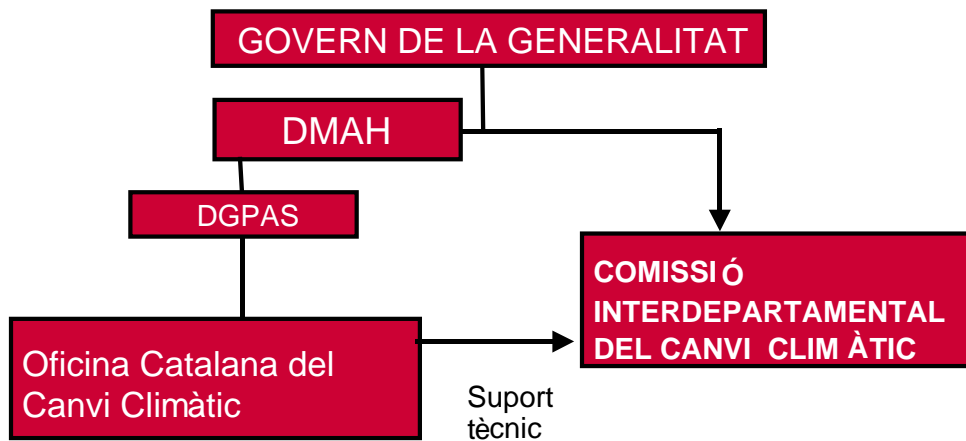 GOVERN DE LA GENERALITAT
DMAH
DGPAS
COMISSIÓ
INTERDEPARTAMENTAL
DEL CANVI CLIMÀTIC
Oficina Catalana del
Canvi Climàtic
Suport
tècnic